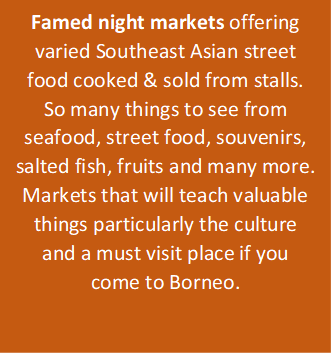 Famed night markets offering
varied Southeast Asian street
food cooked & sold from stalls.
So many things to see from
seafood, street food, souvenirs,
salted fish, fruits and many more.
Markets that will teach valuable
things particularly the culture
and a must visit place if you
come to Borneo.